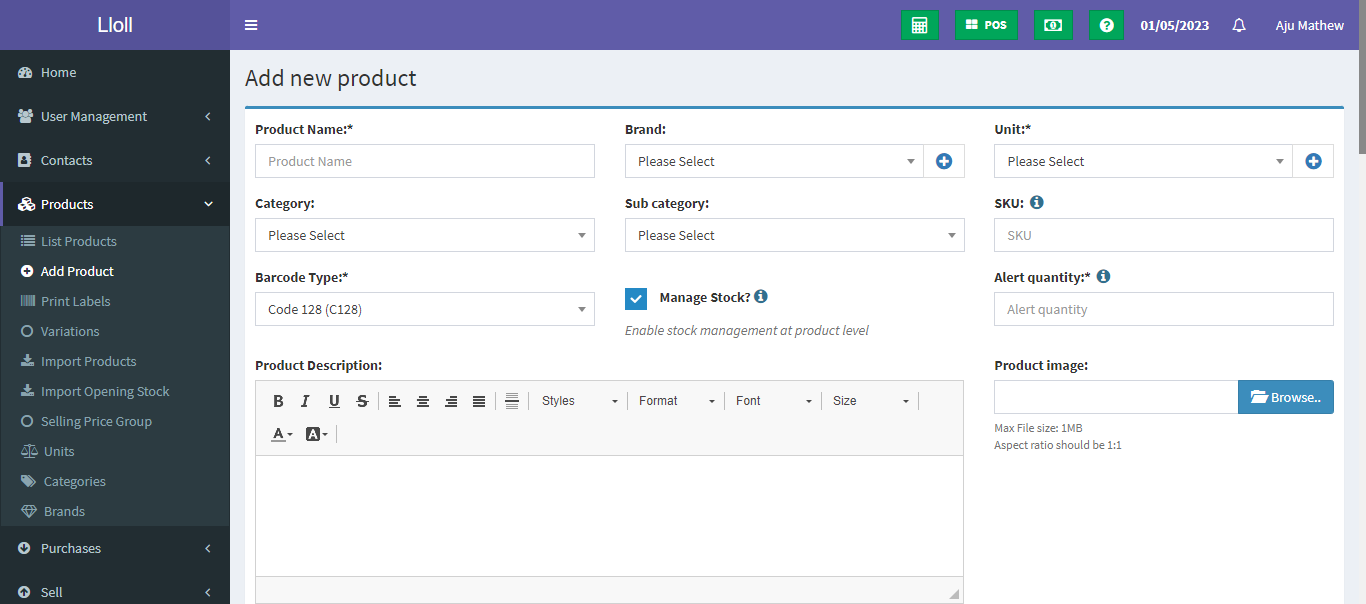 Lloll
POS
01/05/2023
Aju Mathew
Home
User Management
Contacts
Products
List Products
Add Product
Print Labels
Variations
Import Products
Import Opening Stock
Selling Price Group
Units
Categories
Brands
Purchases
Sell
Add new product
Product Name:* Brand: Unit:*
Product Name Please Select Please Select
Category: Sub category: SKU:
Please Select Please Select SKU
Barcode Type:* Manage Stock? Alert quantity:*
Code 128 (C128) Alert quantity
Enable stock management at product level
Product Description: Product image:
B I U S Styles Format Font Size
Browse..
A A
Max File size: 1MB
Aspect ratio should be 1:1